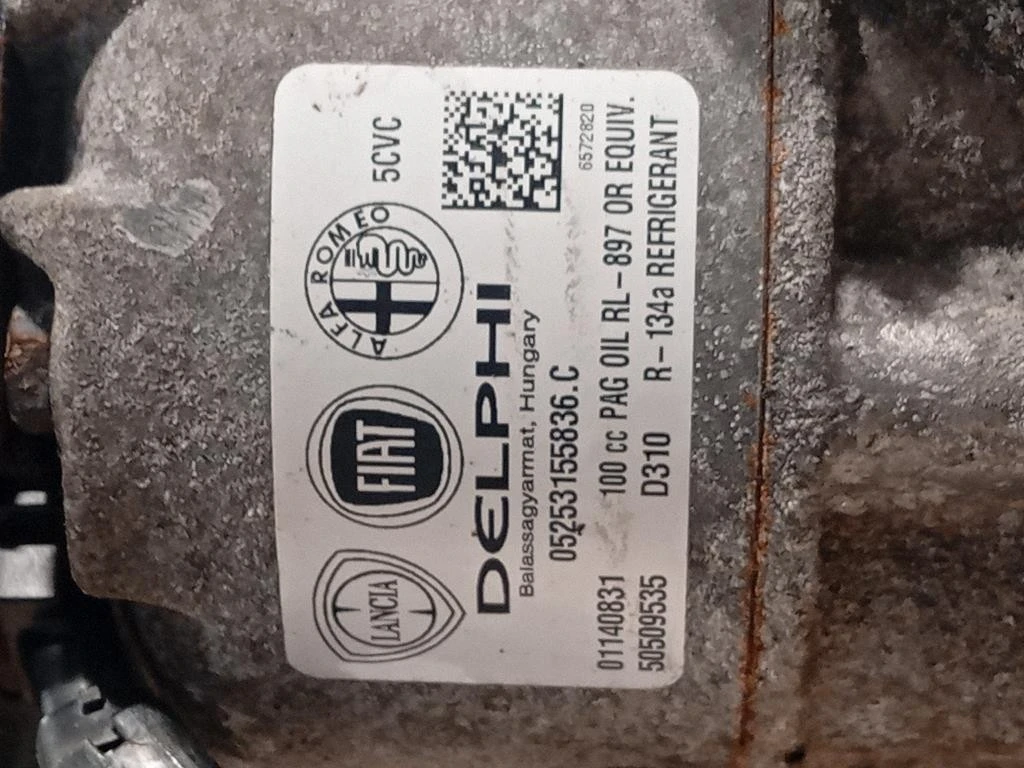 LANCIA
FIAT
ALFA ROMEO
5CVC
DELPHI
Balassagyarmat, Hungary
05253155836.C
6572820
01140831 100 cc PAG OIL RL-897 OR EQUIV.
50509535 D310 R-134a REFRIGERANT